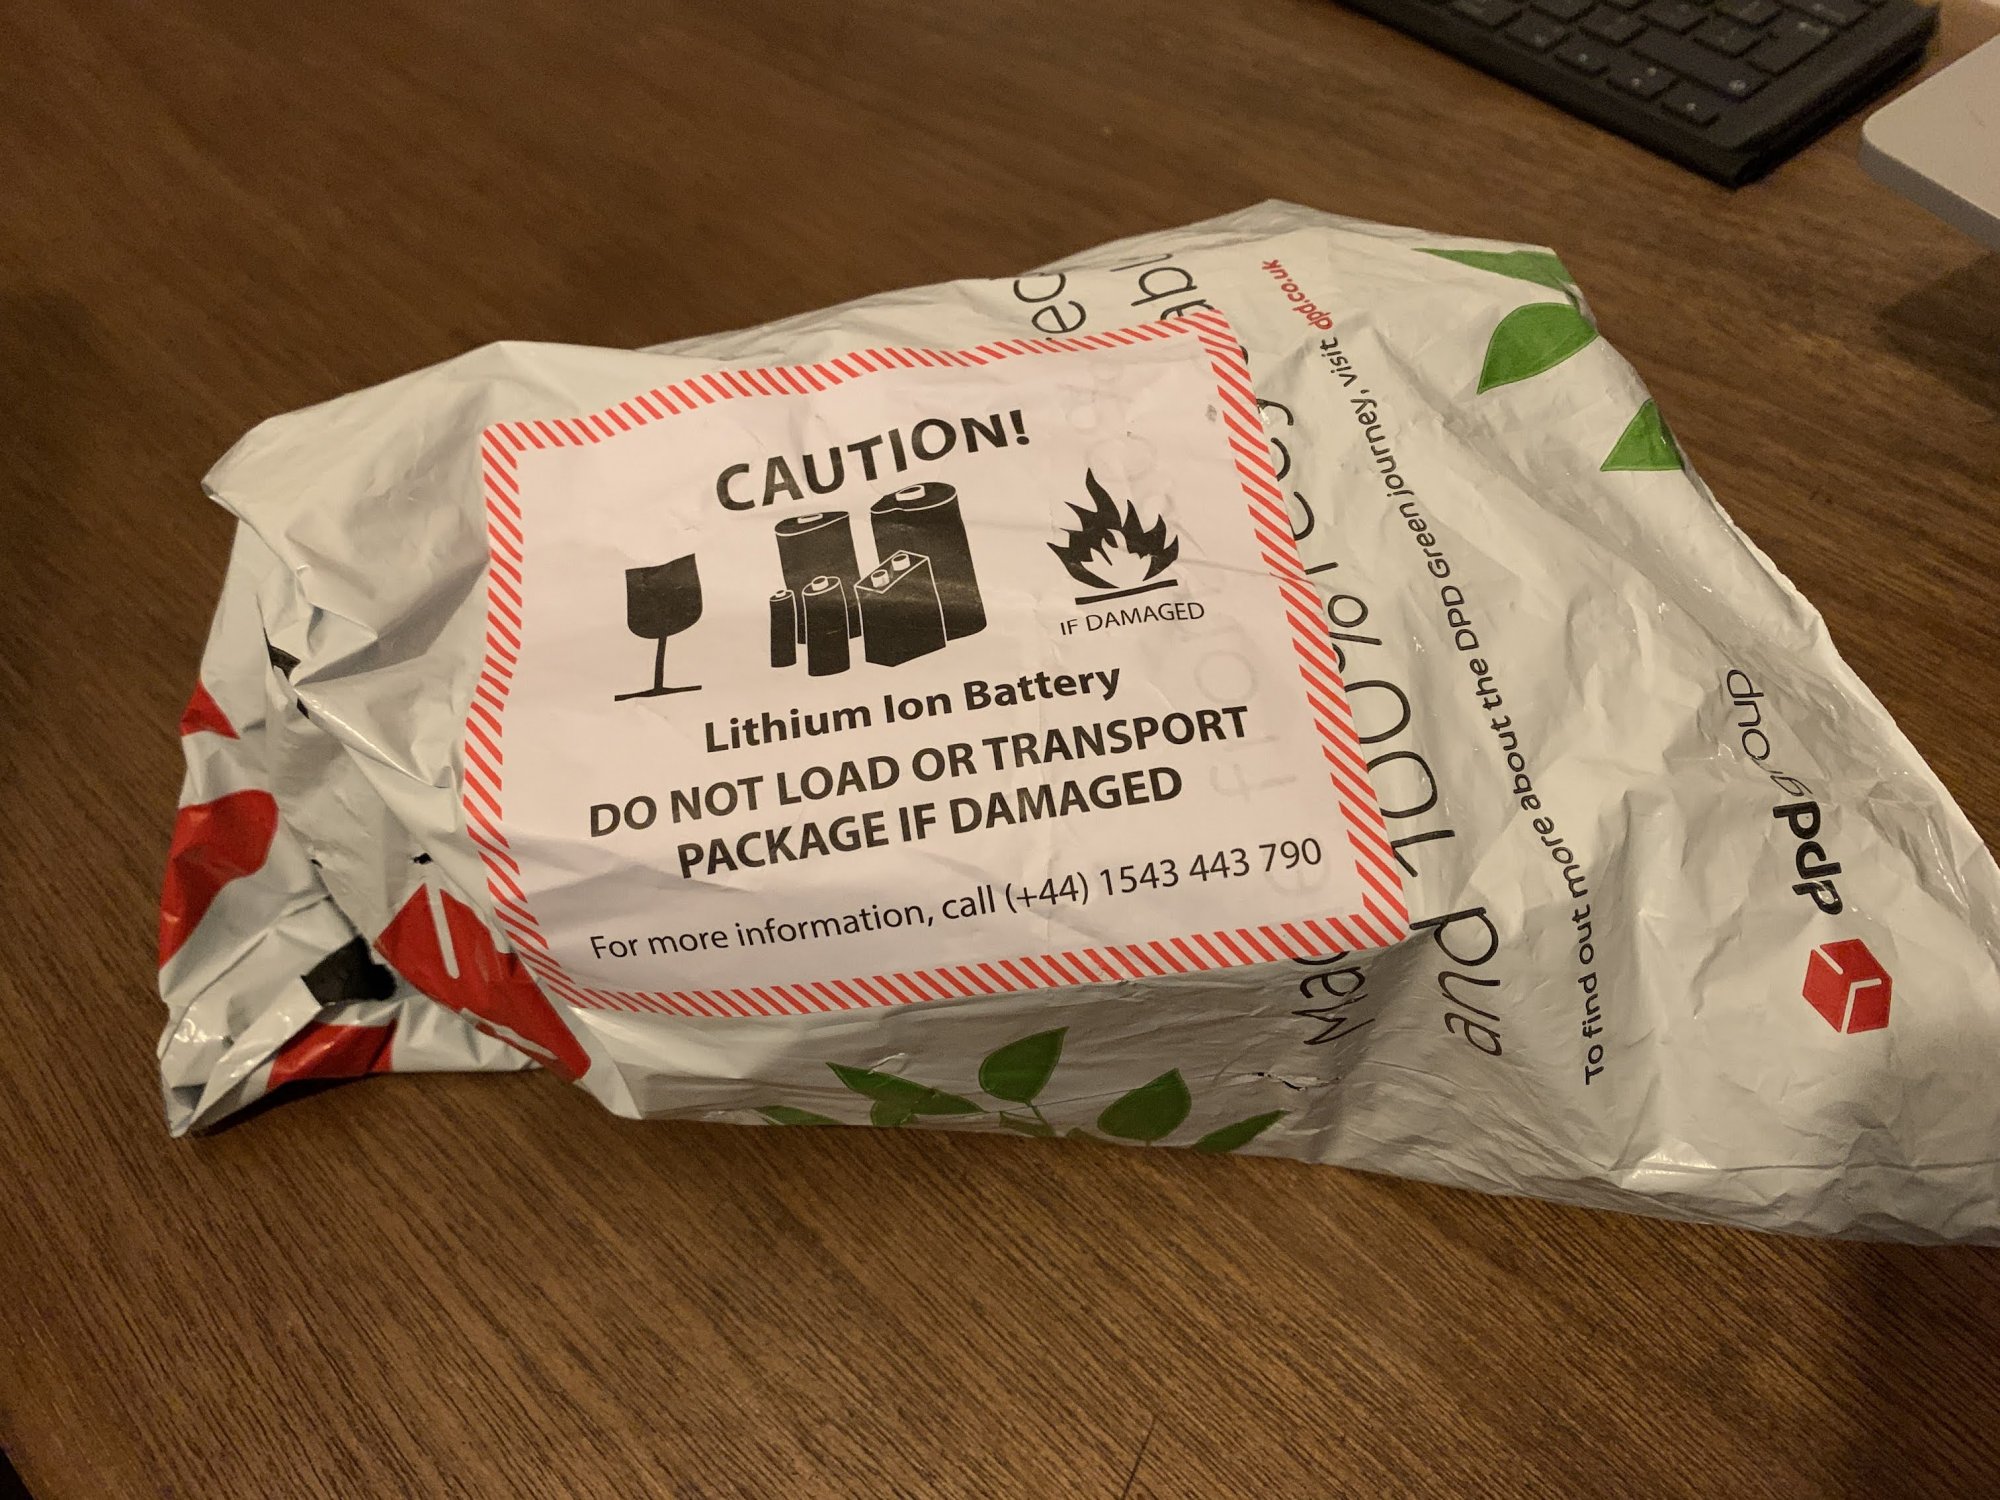 CAUTION!
IF DAMAGED
Lithium Ion Battery
DO NOT LOAD OR TRANSPORT
PACKAGE IF DAMAGED
For more information, call (+44) 1543 443 790
and 100%
To find out more about the DPD Green journey, visit dpd.co.uk
dpdgroup